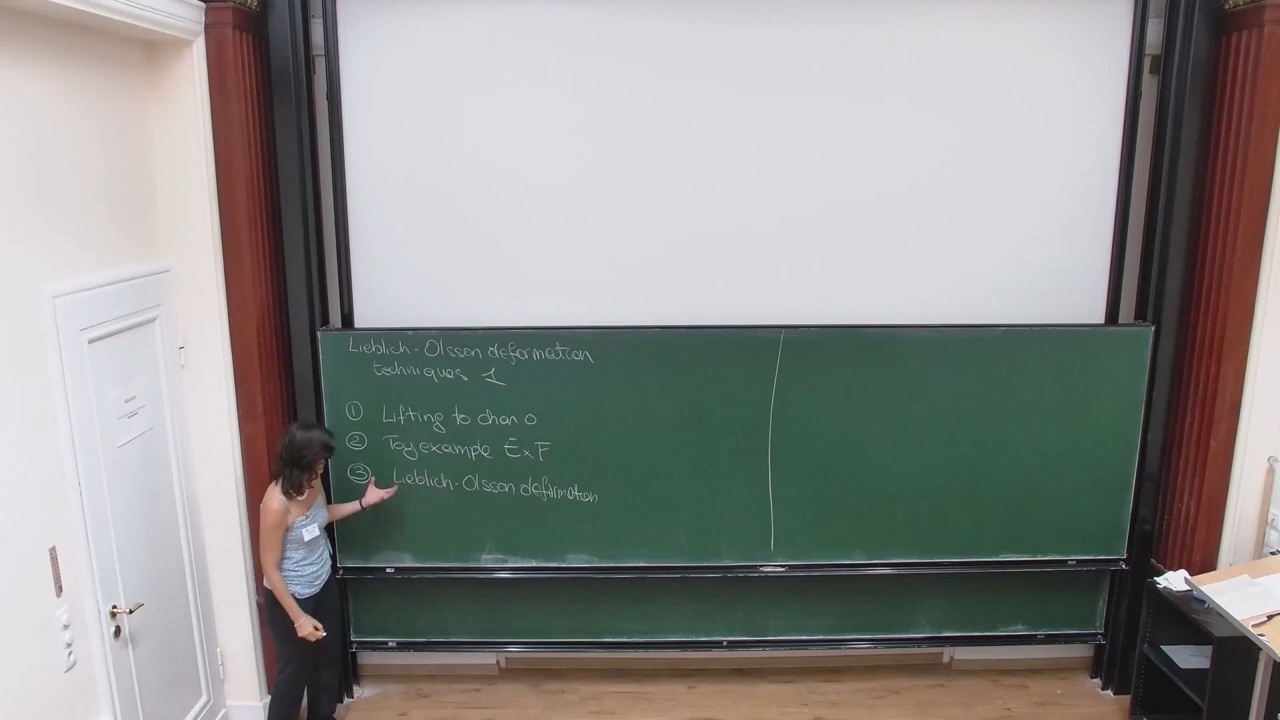 Lieblich-Olsson deformation
techniques 1
① Lifting to char 0
② Toy example E×F
③ Lieblich-Olsson deformation